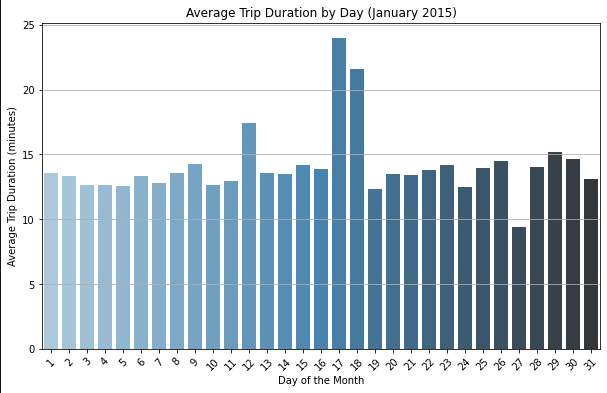 Average Trip Duration by Day (January 2015)
Average Trip Duration (minutes)
25
20
15
10
5
0
1 2 3 4 5 6 7 8 9 10 11 12 13 14 15 16 17 18 19 20 21 22 23 24 25 26 27 28 29 30 31
Day of the Month